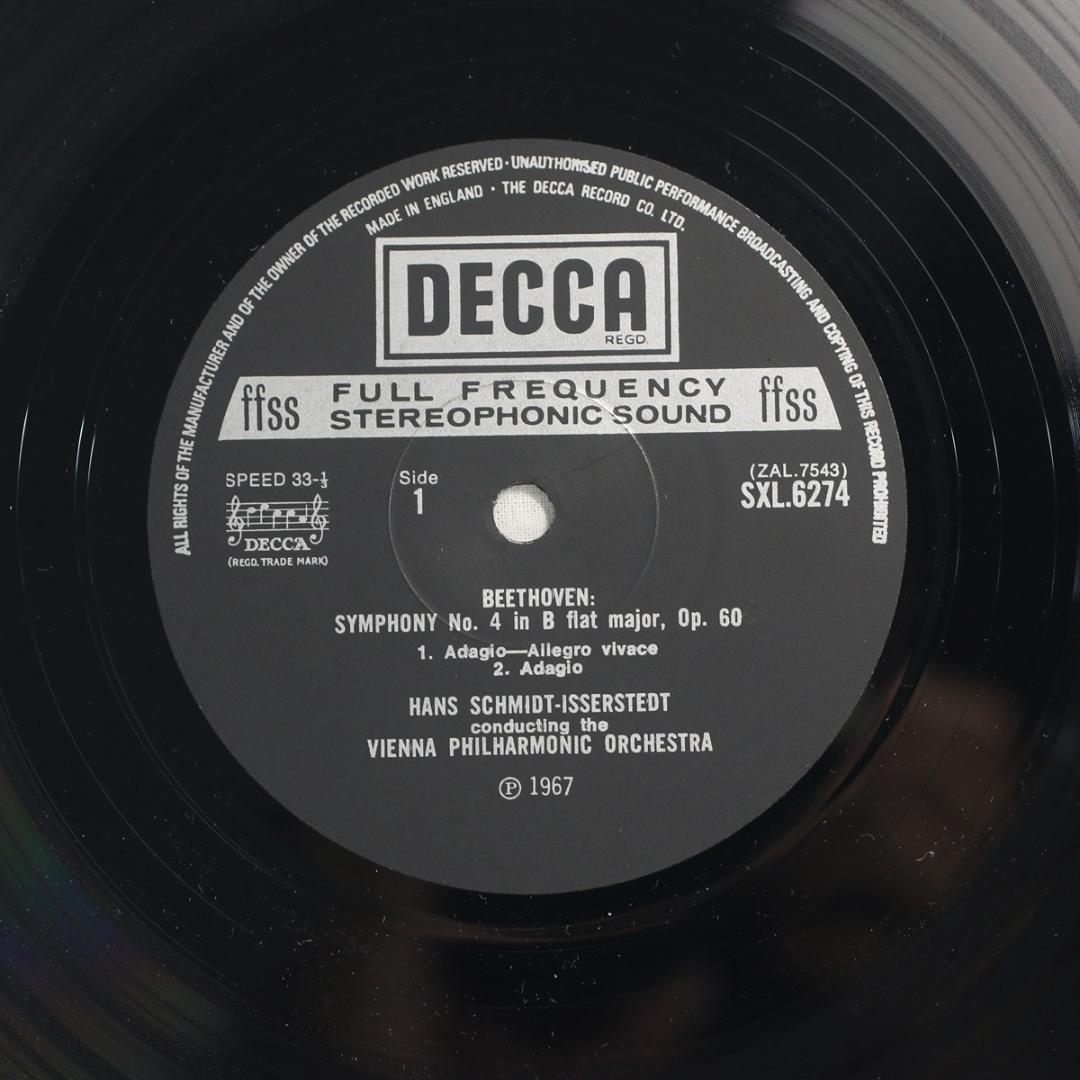 ALL RIGHTS OF THE MANUFACTURER AND OF THE OWNER OF THE RECORDED WORK RESERVED · UNAUTHORISED PUBLIC PERFORMANCE BROADCASTING AND COPYING OF THIS RECORD PROHIBITED
MADE IN ENGLAND · THE DECCA RECORD CO. LTD.
DECCA
REGD.
ffss FULL FREQUENCY ffss
STEREOPHONIC SOUND
SPEED 33-⅓
DECCA
(REGD. TRADE MARK)
Side
1
(ZAL.7543)
SXL.6274
BEETHOVEN:
SYMPHONY No. 4 in B flat major, Op. 60
1. Adagio—Allegro vivace
2. Adagio
HANS SCHMIDT-ISSERSTEDT
conducting the
VIENNA PHILHARMONIC ORCHESTRA
℗ 1967